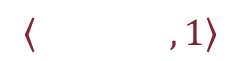 ⟨ , 1⟩